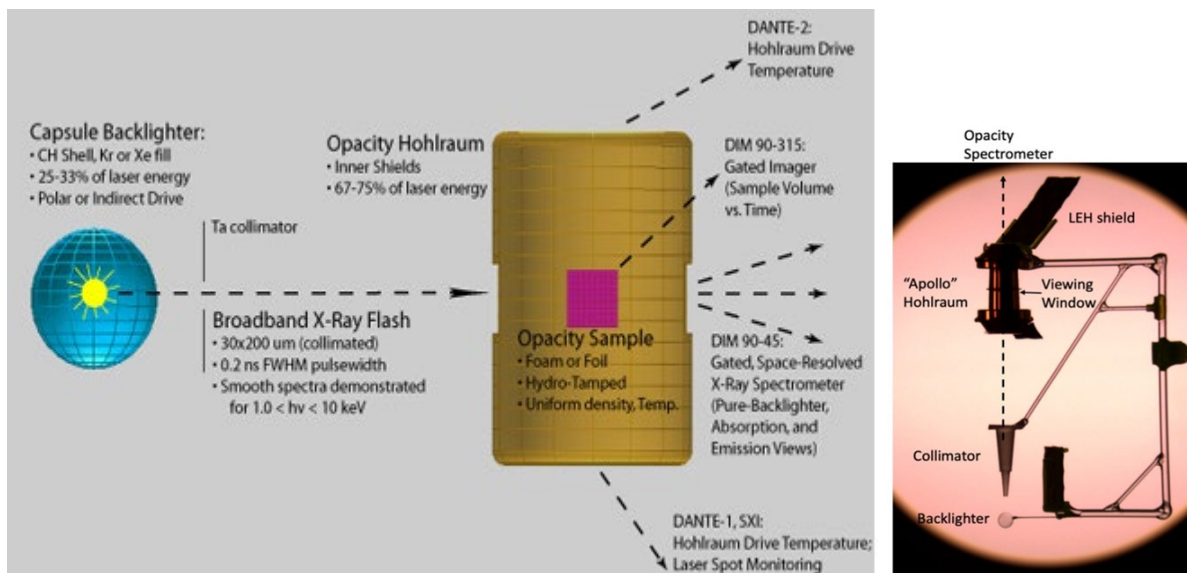 Capsule Backlighter:
• CH Shell, Kr or Xe fill
• 25-33% of laser energy
• Polar or Indirect Drive
Ta collimator
Broadband X-Ray Flash
• 30x200 um (collimated)
• 0.2 ns FWHM pulsewidth
• Smooth spectra demonstrated
for 1.0 < hv < 10 keV
Opacity Hohlraum
• Inner Shields
• 67-75% of laser energy
Opacity Sample
• Foam or Foil
• Hydro-Tamped
• Uniform density, Temp.
DANTE-2:
Hohlraum Drive
Temperature
DIM 90-315:
Gated Imager
(Sample Volume
vs. Time)
DIM 90-45:
Gated, Space-Resolved
X-Ray Spectrometer
(Pure-Backlighter,
Absorption, and
Emission Views)
DANTE-1, SXI:
Hohlraum Drive Temperature;
Laser Spot Monitoring
Opacity
Spectrometer
LEH shield
“Apollo”
Hohlraum
Viewing
Window
Collimator
Backlighter